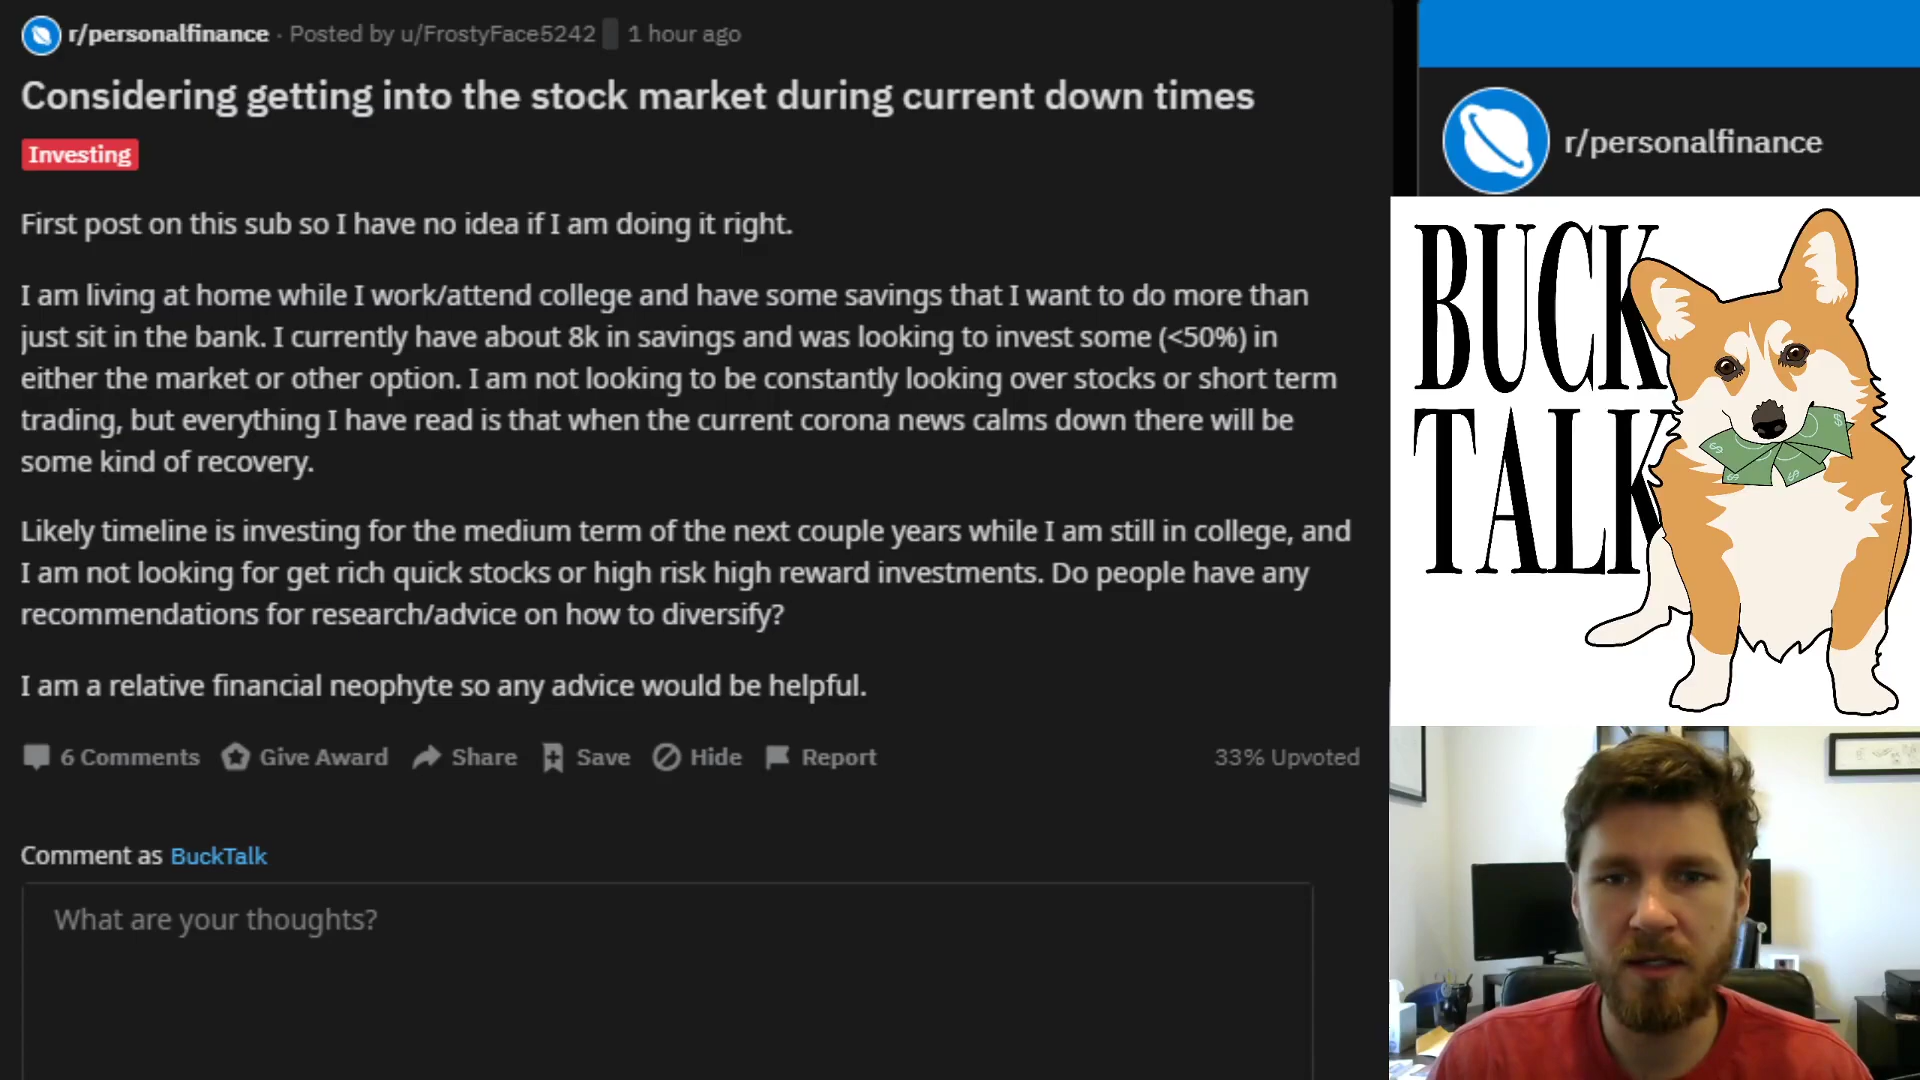 r/personalfinance · Posted by u/FrostyFace5242 1 hour ago
Considering getting into the stock market during current down times
Investing
First post on this sub so I have no idea if I am doing it right.
I am living at home while I work/attend college and have some savings that I want to do more than
just sit in the bank. I currently have about 8k in savings and was looking to invest some (<50%) in
either the market or other option. I am not looking to be constantly looking over stocks or short term
trading, but everything I have read is that when the current corona news calms down there will be
some kind of recovery.
Likely timeline is investing for the medium term of the next couple years while I am still in college, and
I am not looking for get rich quick stocks or high risk high reward investments. Do people have any
recommendations for research/advice on how to diversify?
I am a relative financial neophyte so any advice would be helpful.
6 Comments Give Award Share Save Hide Report 33% Upvoted
Comment as BuckTalk
What are your thoughts?
r/personalfinance
BUCK
TALK
$ $ $ $